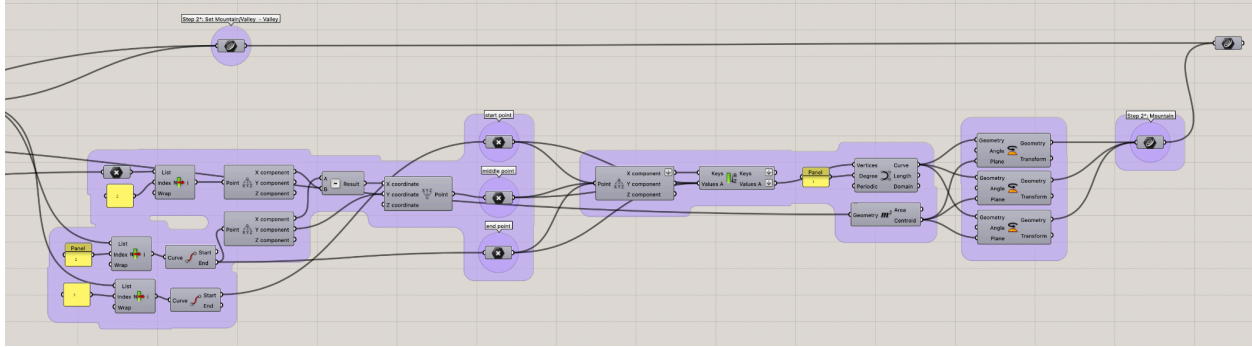 Step 2*: Set Mountain/Valley - Valley
start point
middle point
end point
Step 2*: Mountain
List
Index
Wrap
i
Point
X component
Y component
Z component
A
B
Result
X coordinate
Y coordinate
Z coordinate
Point
Point
X component
Y component
Z component
Panel
List
Index
Wrap
i
Curve
Start
End
List
Index
Wrap
i
Curve
Start
End
Point
X component
Y component
Z component
Keys
Values A
Keys
Values A
Panel
Vertices
Degree
Periodic
Curve
Length
Domain
Geometry
m²
Area
Centroid
Geometry
Angle
Plane
Geometry
Transform
Geometry
Angle
Plane
Geometry
Transform
Geometry
Angle
Plane
Geometry
Transform